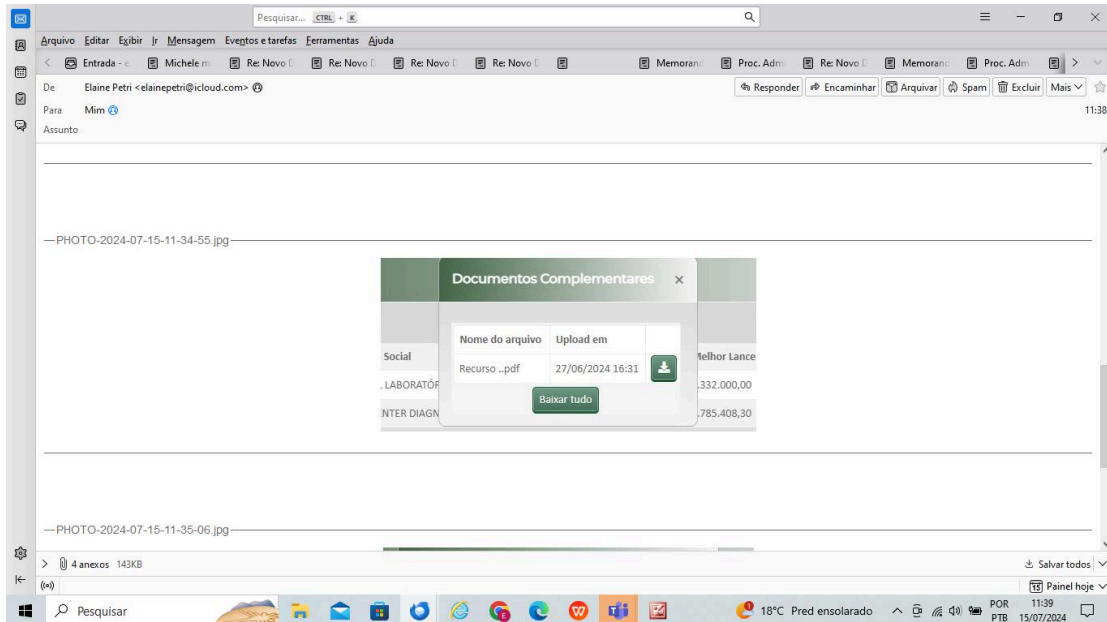 Pesquisar... CTRL + K
Arquivo Editar Exibir Ir Mensagem Eventos e tarefas Ferramentas Ajuda
Entrada - Michele m Re: Novo Re: Novo Re: Novo Re: Novo Memoran Proc. Adm Re: Novo Memoran Proc. Adm
De Elaine Petri <elainepetri@icloud.com> Responder Encaminhar Arquivar Spam Excluir Mais
Para Mim 11:38
Assunto
PHOTO-2024-07-15-11-34-55.jpg
Documentos Complementares ×
Nome do arquivo Upload em
Social Melhor Lance
Recurso ..pdf 27/06/2024 16:31
. LABORATÓR .332.000,00
Baixar tudo
NTER DIAGN .785.408,30
PHOTO-2024-07-15-11-35-06.jpg
4 anexos 143KB Salvar todos
15 Painel hoje
Pesquisar 18°C Pred ensolarado POR PTB 11:39 15/07/2024